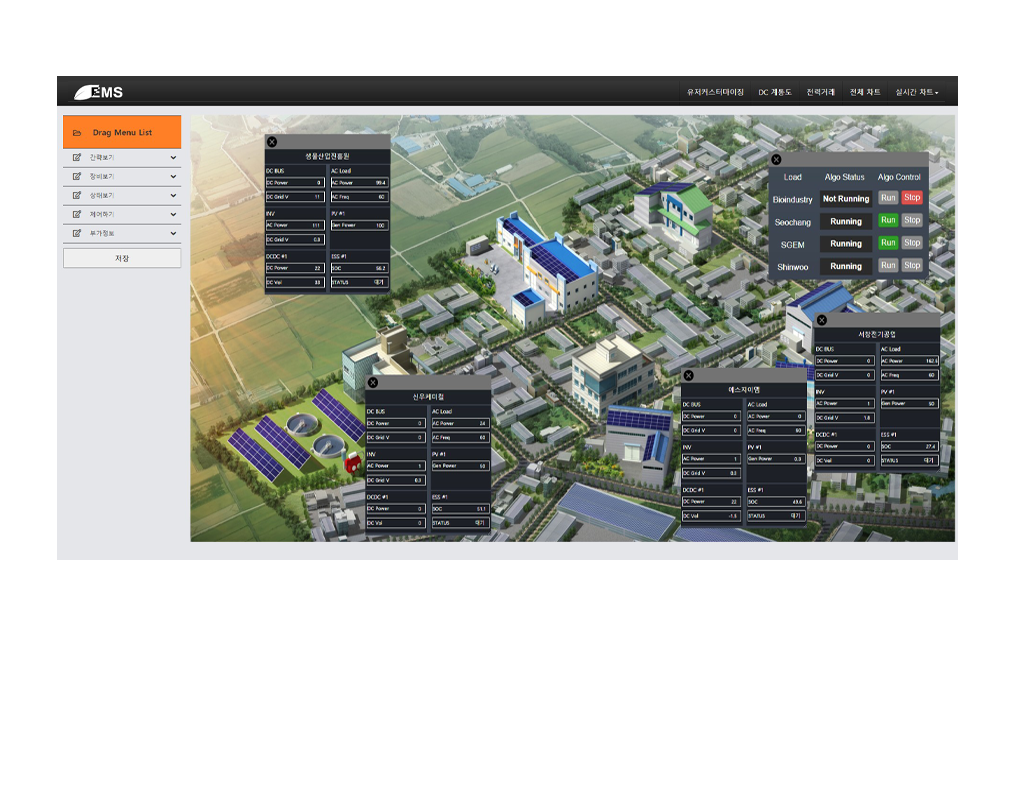 EMS
유저커스터마이징 DC 계통도 전력거래 전체 차트 실시간 차트
Drag Menu List
간략보기
장비보기
상태보기
제어하기
부가정보
저장
생물산업진흥원
DC BUS AC Load
DC Power 0 AC Power 99.4
DC Grid V 11 AC Freq 60
INV PV #1
AC Power 111 Gen Power 100
DC Grid V 0.3
DCDC #1 ESS #1
DC Power 22 SOC 56.2
DC Vol 33 STATUS 대기
Load Algo Status Algo Control
Bioindustry Not Running Run Stop
Seochang Running Run Stop
SGEM Running Run Stop
Shinwoo Running Run Stop
서창전기공업
DC BUS AC Load
DC Power 0 AC Power 162.5
DC Grid V 0 AC Freq 60
INV PV #1
AC Power 1 Gen Power 50
DC Grid V 1.8
DCDC #1 ESS #1
DC Power 0 SOC 27.4
DC Vol 0 STATUS 대기
신우케미컬
DC BUS AC Load
DC Power 0 AC Power 24
DC Grid V 0 AC Freq 60
INV PV #1
AC Power 1 Gen Power 50
DC Grid V 0.3
DCDC #1 ESS #1
DC Power 0 SOC 51.1
DC Vol 0 STATUS 대기
에스지이엠
DC BUS AC Load
DC Power 0 AC Power 0
DC Grid V 0 AC Freq 60
INV PV #1
AC Power 1 Gen Power 0.3
DC Grid V 0.3
DCDC #1 ESS #1
DC Power 22 SOC 49.6
DC Vol -1.5 STATUS 대기